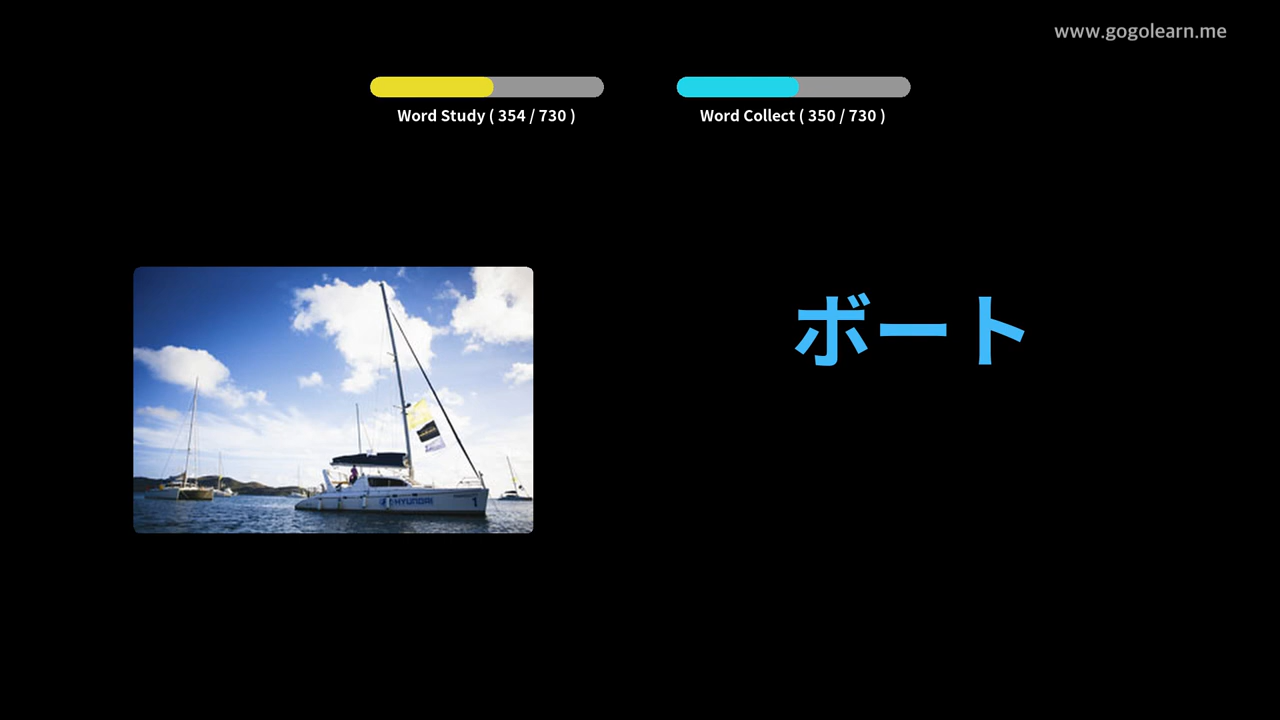 www.gogolearn.me
Word Study ( 354 / 730 )
Word Collect ( 350 / 730 )
ボート
HYUNDAI
1